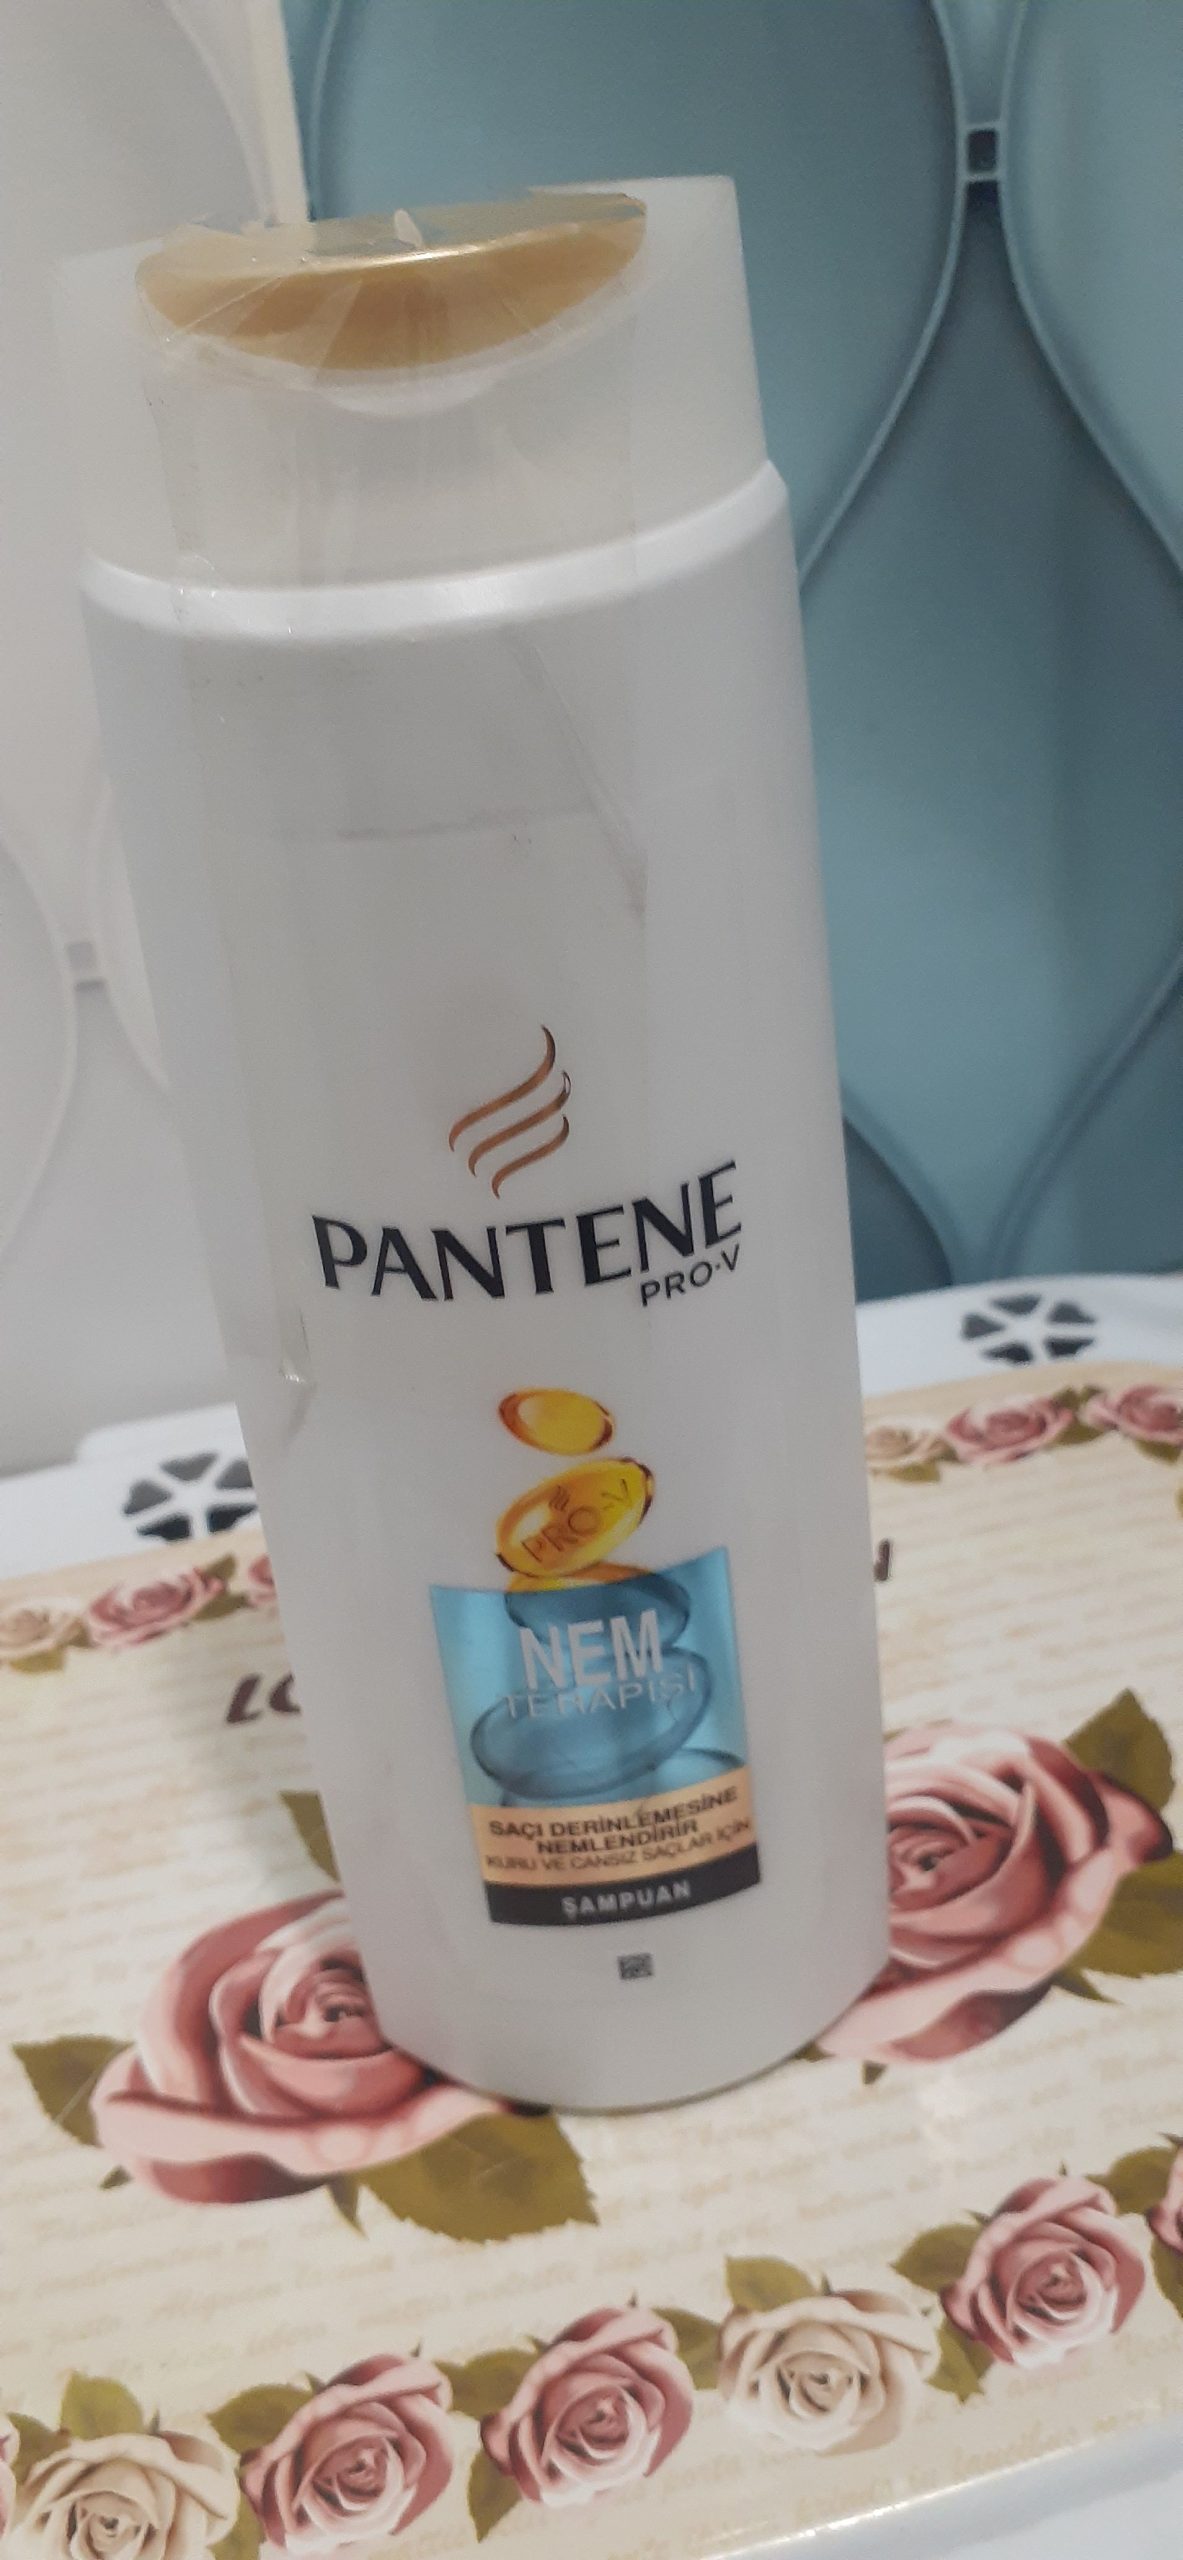 PANTENE
PRO-V
PRO-V
NEM
TERAPİSİ
SAÇI DERİNLEMESİNE
NEMLENDİRİR
KURU VE CANSIZ SAÇLAR İÇİN
ŞAMPUAN